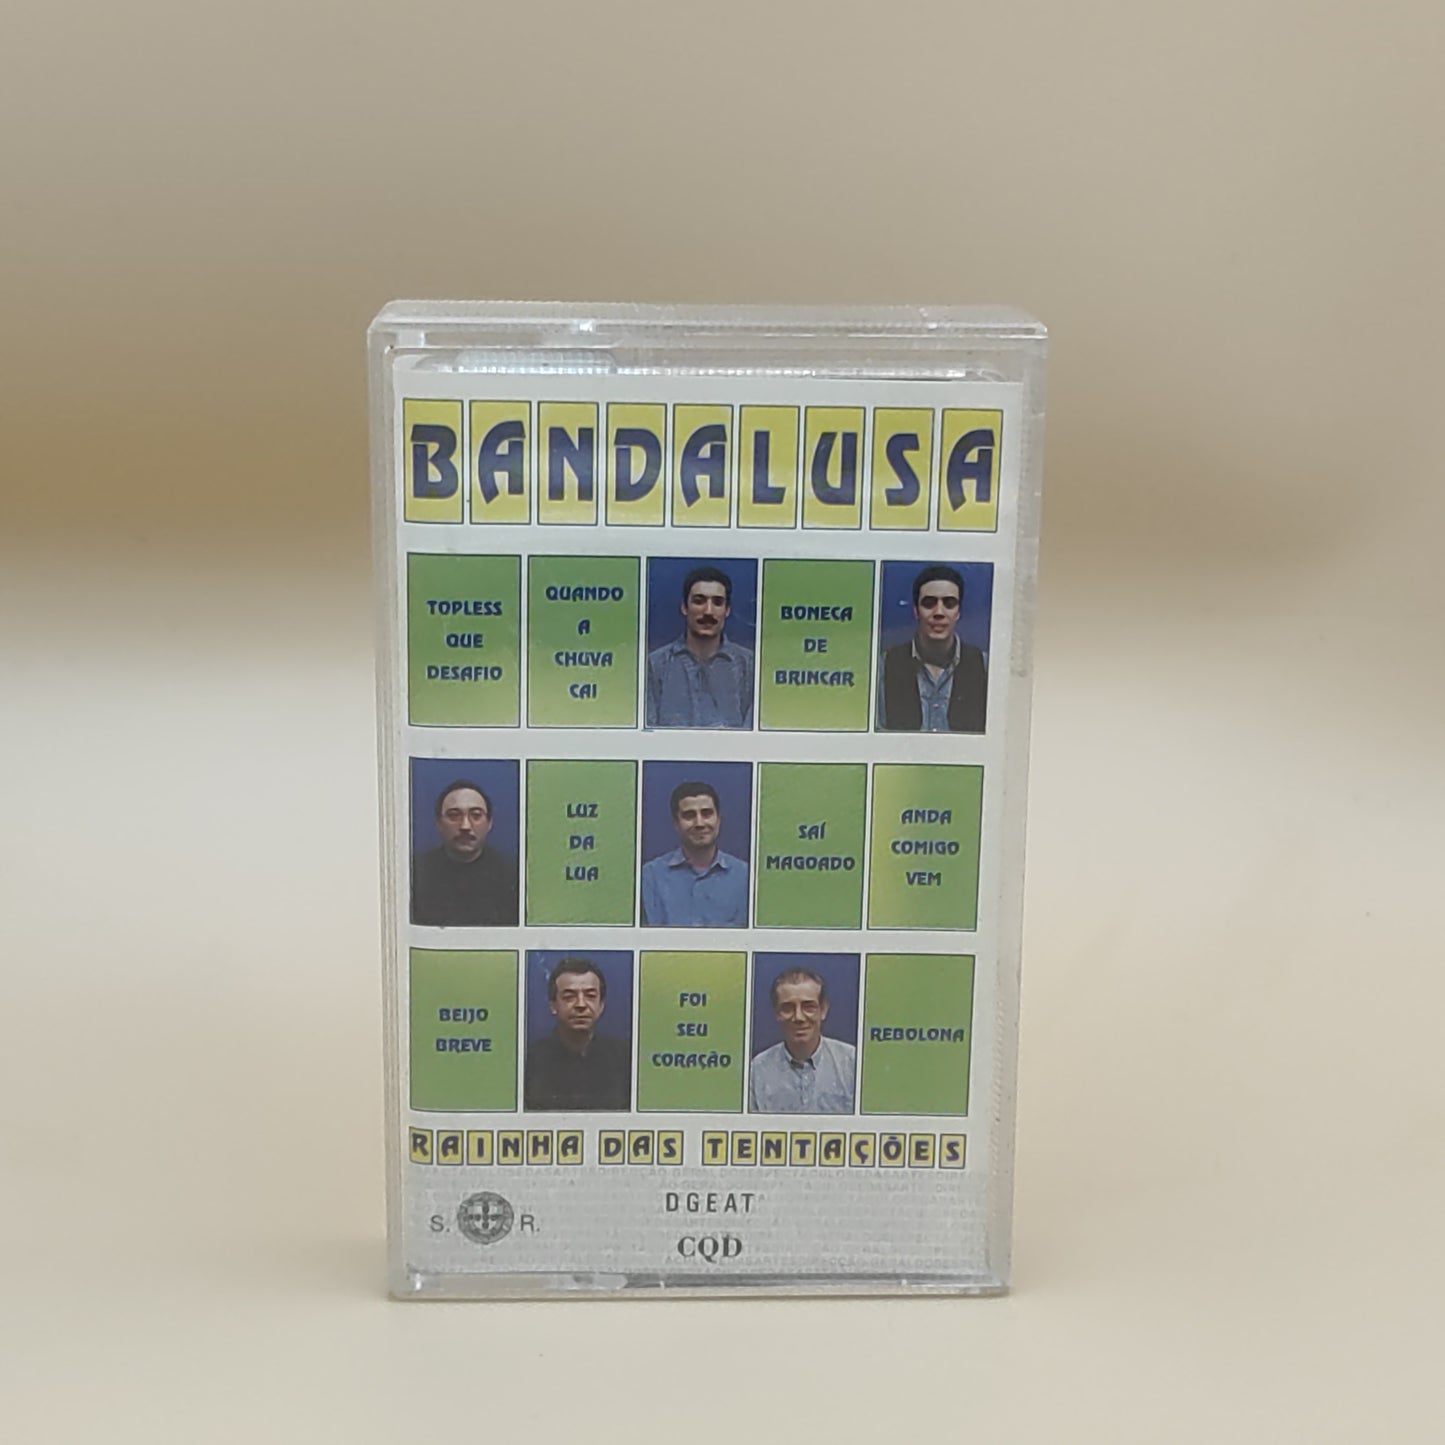 BANDALUSA
TOPLESS
QUE
DESAFIO
QUANDO
A
CHUVA
CAI
BONECA
DE
BRINCAR
LUZ
DA
LUA
SAÍ
MAGOADO
ANDA
COMIGO
VEM
BEIJO
BREVE
FOI
SEU
CORAÇÃO
REBOLONA
RAINHA DAS TENTAÇÕES
DGEAT
S. R.
CQD